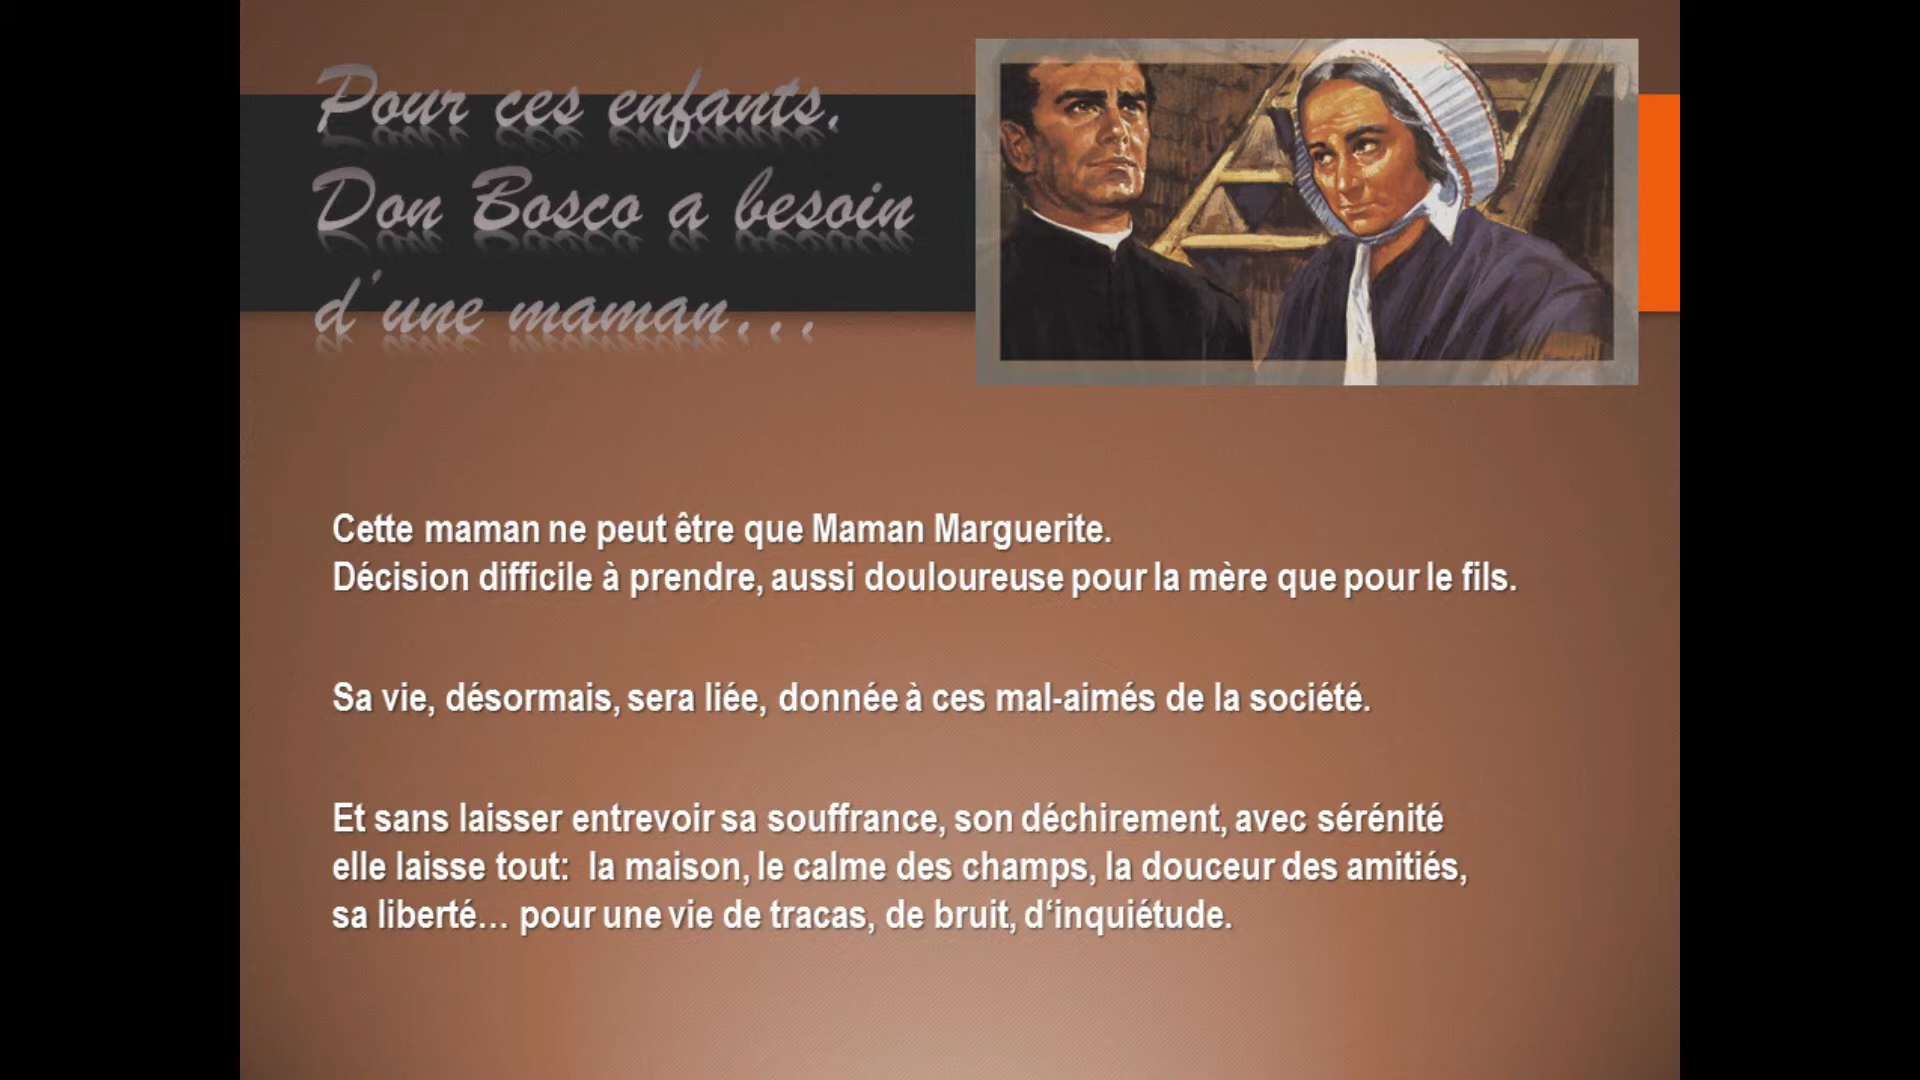 Pour ces enfants,
Don Bosco a besoin
d'une maman...
Cette maman ne peut être que Maman Marguerite.
Décision difficile à prendre, aussi douloureuse pour la mère que pour le fils.
Sa vie, désormais, sera liée, donnée à ces mal-aimés de la société.
Et sans laisser entrevoir sa souffrance, son déchirement, avec sérénité
elle laisse tout:  la maison, le calme des champs, la douceur des amitiés,
sa liberté… pour une vie de tracas, de bruit, d‘inquiétude.